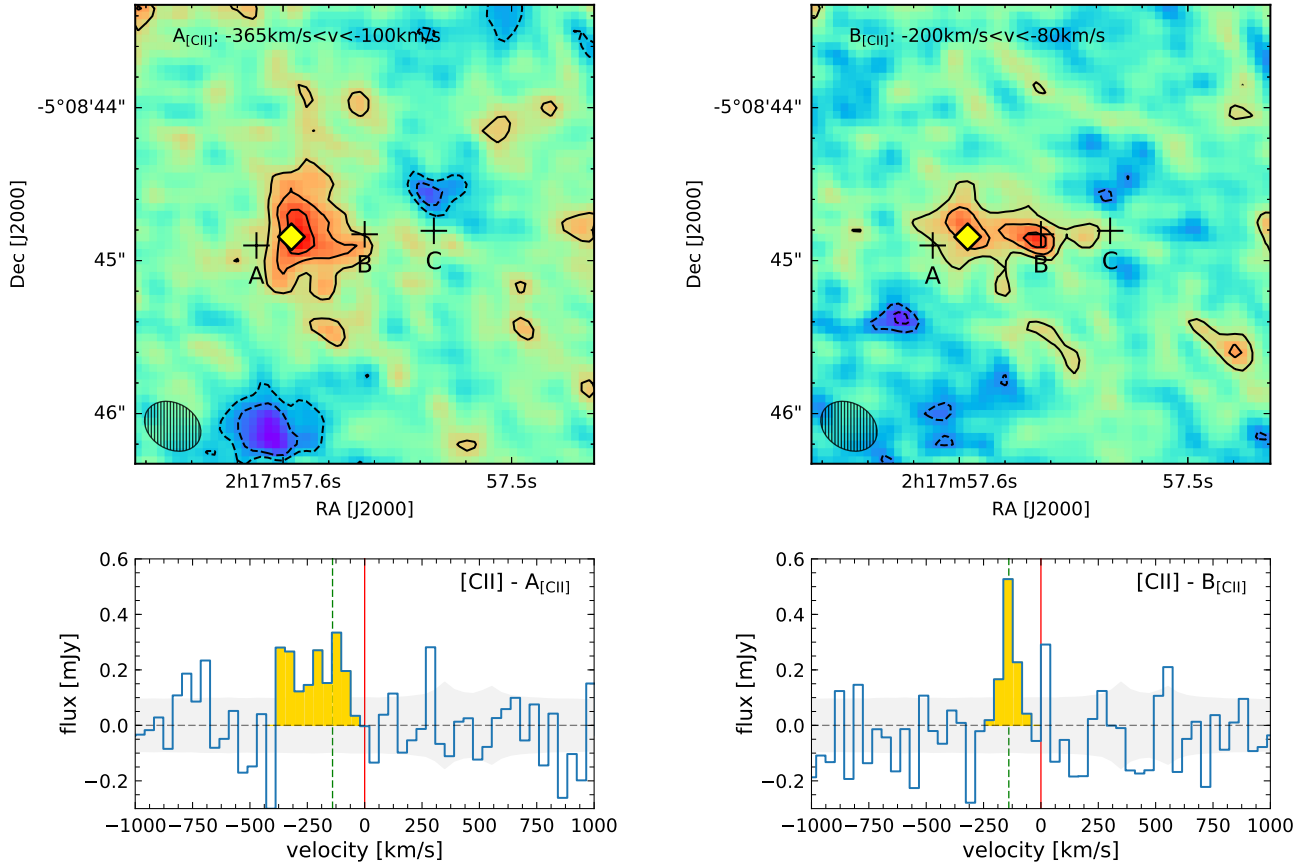 A[CII]: -365km/s<v<-100km/s
-5°08'44"
45"
46"
Dec [J2000]
A
B
C
2h17m57.6s
57.5s
RA [J2000]
B[CII]: -200km/s<v<-80km/s
-5°08'44"
45"
46"
Dec [J2000]
A
B
C
2h17m57.6s
57.5s
RA [J2000]
[CII] - A[CII]
0.6
0.4
0.2
0.0
−0.2
flux [mJy]
−1000
−750
−500
−250
0
250
500
750
1000
velocity [km/s]
[CII] - B[CII]
0.6
0.4
0.2
0.0
−0.2
flux [mJy]
−1000
−750
−500
−250
0
250
500
750
1000
velocity [km/s]